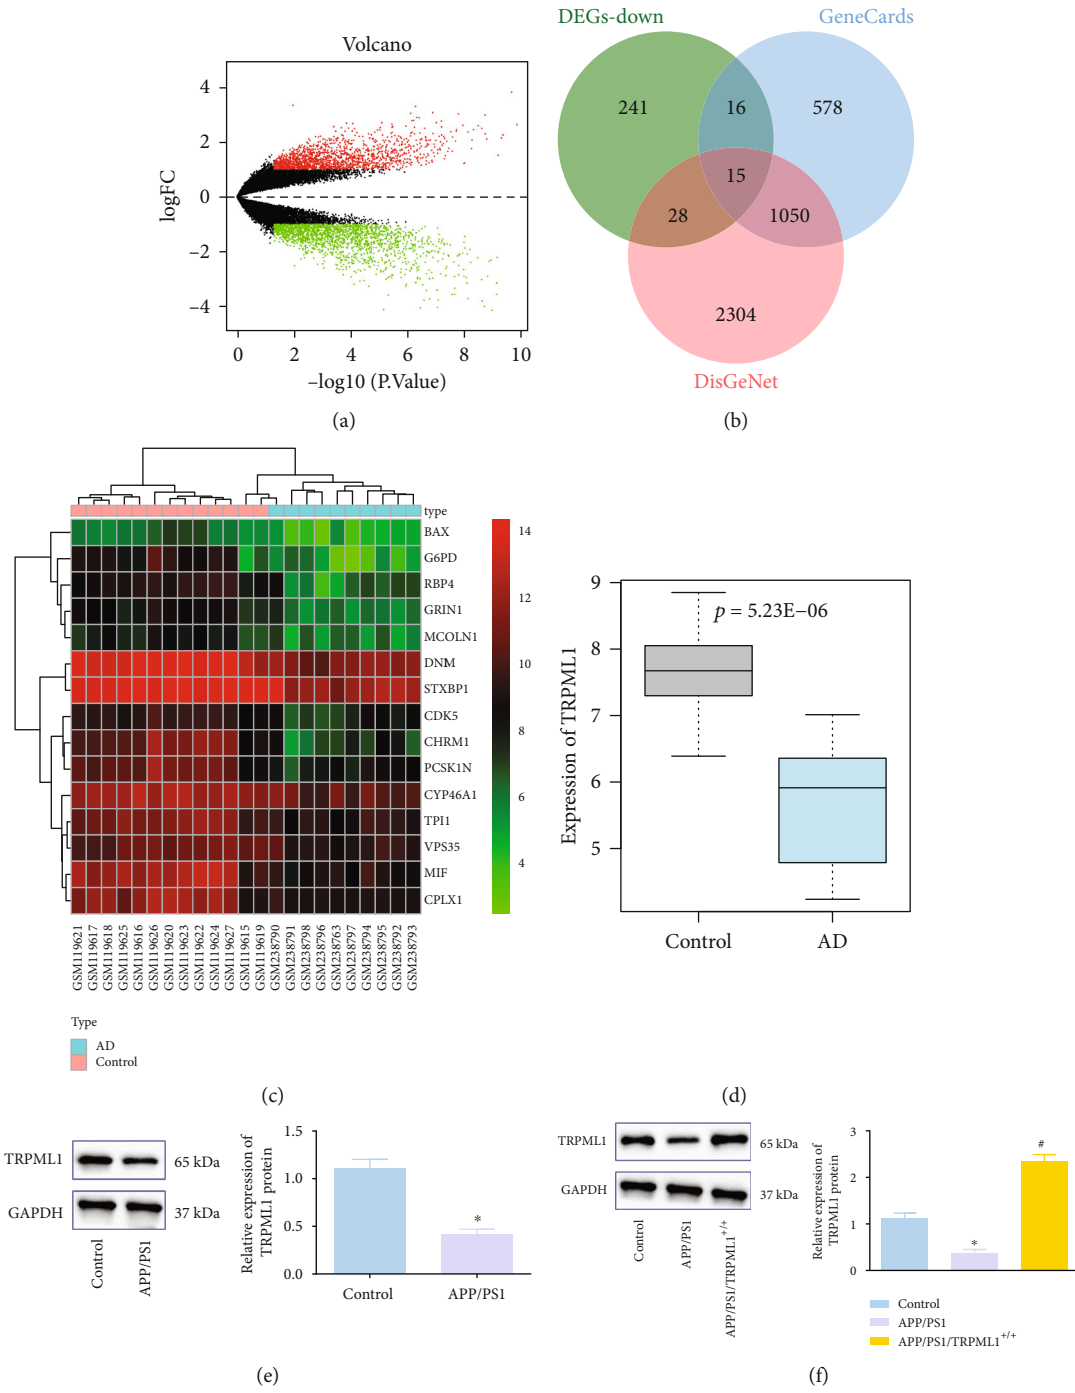 Volcano
4
2
0
−2
−4
logFC
0 2 4 6 8 10
−log10 (P.Value)
(a)
DEGs-down
GeneCards
241
16
578
15
28
1050
2304
DisGeNet
(b)
type
BAX
G6PD
RBP4
GRIN1
MCOLN1
DNM
STXBP1
CDK5
CHRM1
PCSK1N
CYP46A1
TPI1
VPS35
MIF
CPLX1
14
12
10
8
6
4
GSM119621
GSM119617
GSM119618
GSM119625
GSM119616
GSM119626
GSM119620
GSM119623
GSM119622
GSM119624
GSM119627
GSM119615
GSM119619
GSM238790
GSM238791
GSM238798
GSM238796
GSM238763
GSM238797
GSM238794
GSM238795
GSM238792
GSM238793
Type
AD
Control
(c)
9
8
7
6
5
Expression of TRPML1
p = 5.23E−06
Control AD
(d)
TRPML1
65 kDa
GAPDH
37 kDa
Control
APP/PS1
Relative expression of
TRPML1 protein
1.5
1.0
0.5
0.0
*
Control APP/PS1
(e)
TRPML1
65 kDa
GAPDH
37 kDa
Control
APP/PS1
APP/PS1/TRPML1+/+
Relative expression of
TRPML1 protein
3
2
1
0
*
#
Control
APP/PS1
APP/PS1/TRPML1+/+
(f)